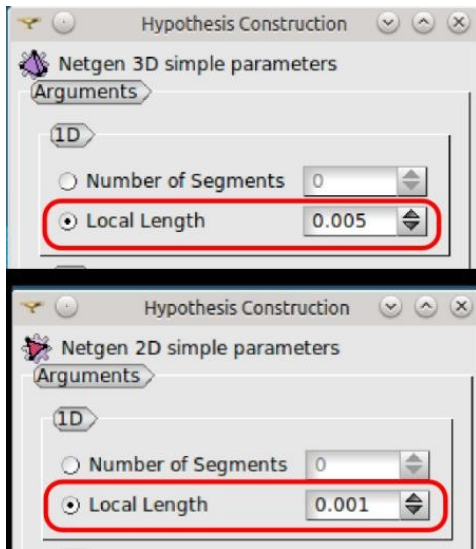 Hypothesis Construction
Netgen 3D simple parameters
Arguments
1D
Number of Segments 0
Local Length 0.005
Hypothesis Construction
Netgen 2D simple parameters
Arguments
1D
Number of Segments 0
Local Length 0.001